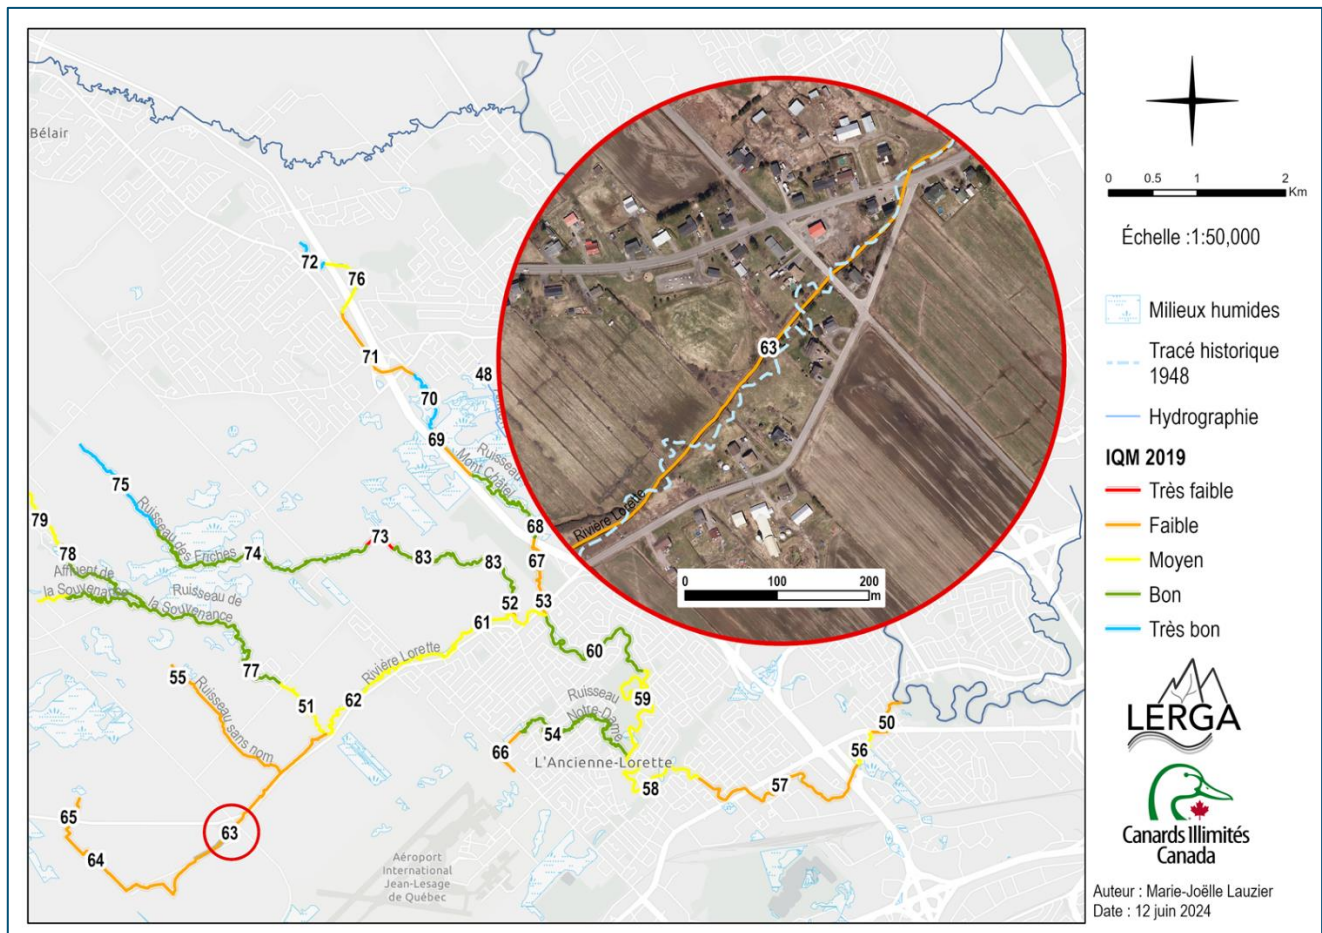 Bélair
72
76
71
48
70
69
Ruisseau
Mont Châtel
75
79
Ruisseau des Friches
68
73
78
74
83
83
67
Affluent de
la Souvenance
Ruisseau de
la Souvenance
52
53
61
60
77
Rivière Lorette
55
Ruisseau sans nom
51
62
59
Ruisseau
Notre-Dame
54
66
50
56
L'Ancienne-Lorette
58
57
65
63
64
Aéroport
International
Jean-Lesage
de Québec
63
Rivière Lorette
0 100 200
m
0 0.5 1 2
Km
Échelle :1:50,000
Milieux humides
Tracé historique
1948
Hydrographie
IQM 2019
Très faible
Faible
Moyen
Bon
Très bon
LERGA
Canards Illimités
Canada
Auteur : Marie-Joëlle Lauzier
Date : 12 juin 2024